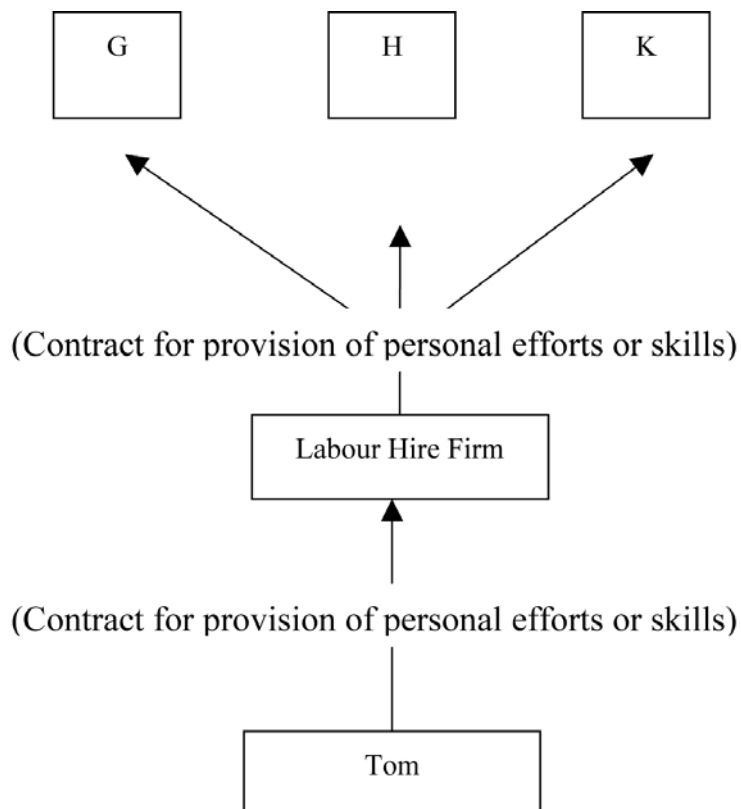 G
H
K
(Contract for provision of personal efforts or skills)
Labour Hire Firm
(Contract for provision of personal efforts or skills)
Tom